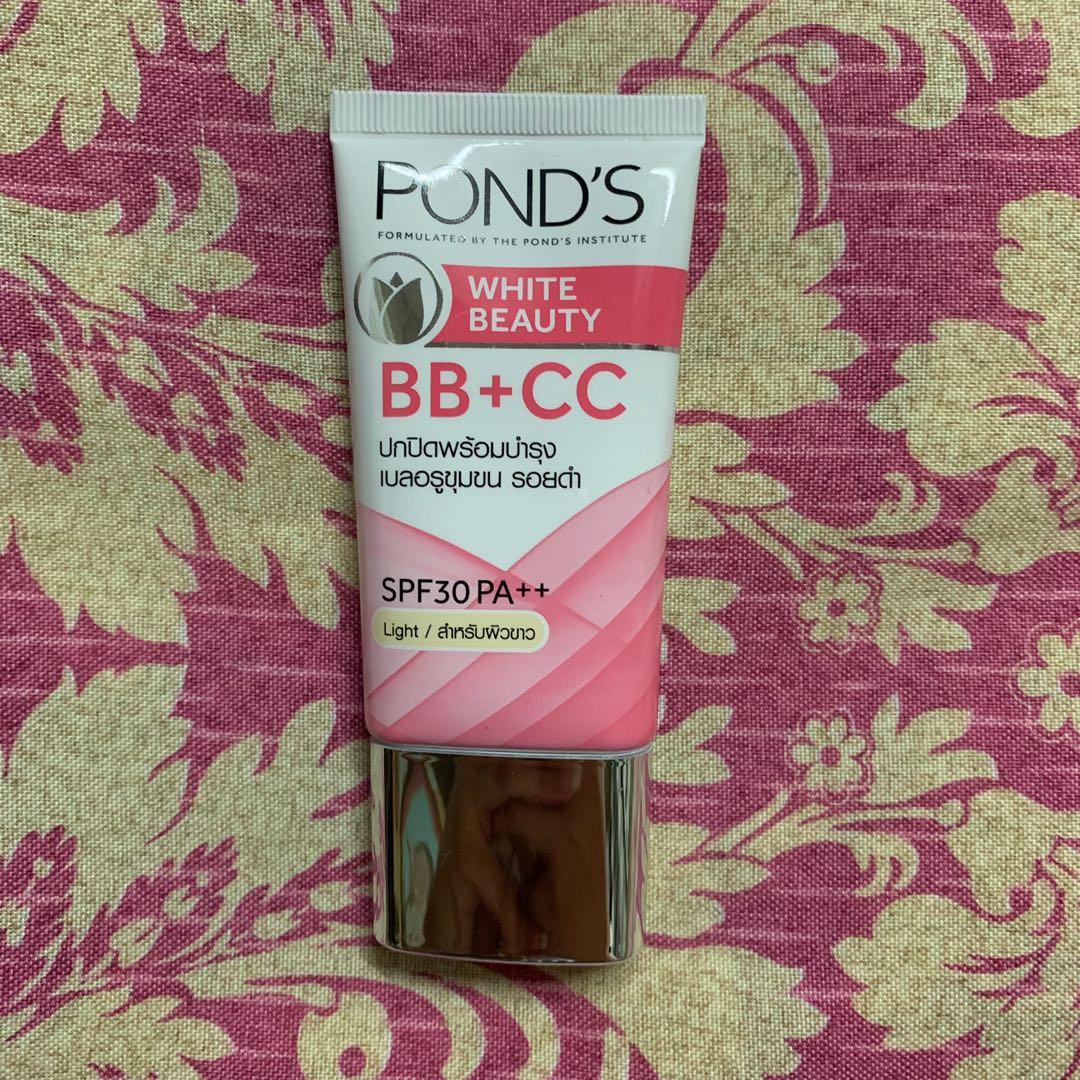 POND'S
FORMULATED BY THE POND'S INSTITUTE
WHITE
BEAUTY
BB+CC
ปกปิดพร้อมบำรุง
เบลอรูขุมขน รอยดำ
SPF30 PA++
Light / สำหรับผิวขาว